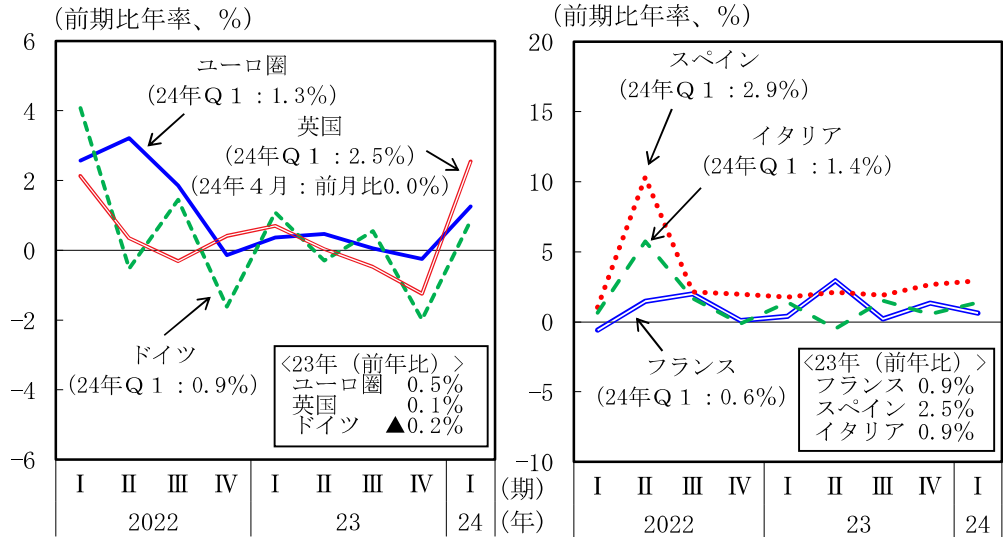 (前期比年率、%)
6
4
2
0
−2
−4
−6
ユーロ圏
(24年Q1:1.3%)
英国
(24年Q1:2.5%)
(24年4月:前月比0.0%)
ドイツ
(24年Q1:0.9%)
<23年(前年比)>
ユーロ圏 0.5%
英国 0.1%
ドイツ ▲0.2%
Ⅰ Ⅱ Ⅲ Ⅳ Ⅰ Ⅱ Ⅲ Ⅳ Ⅰ (期)
2022 23 24 (年)
(前期比年率、%)
20
15
10
5
0
-5
-10
スペイン
(24年Q1:2.9%)
イタリア
(24年Q1:1.4%)
フランス
(24年Q1:0.6%)
<23年(前年比)>
フランス 0.9%
スペイン 2.5%
イタリア 0.9%
Ⅰ Ⅱ Ⅲ Ⅳ Ⅰ Ⅱ Ⅲ Ⅳ Ⅰ
2022 23 24